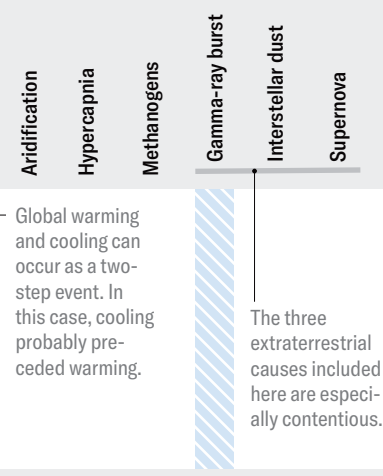 Aridification
Hypercapnia
Methanogens
Gamma-ray burst
Interstellar dust
Supernova
Global warming
and cooling can
occur as a two-
step event. In
this case, cooling
probably pre-
ceded warming.
The three
extraterrestrial
causes included
here are especi-
ally contentious.